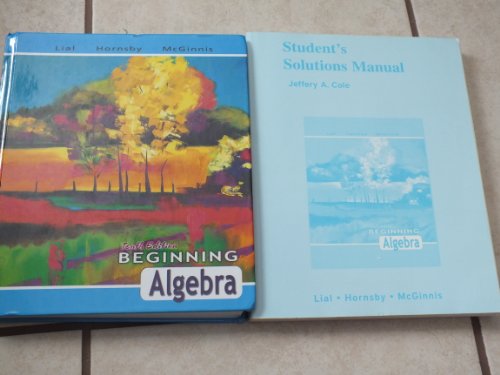 Lial Hornsby McGinnis
Tenth Edition
BEGINNING
Algebra
Student's
Solutions Manual
Jeffery A. Cole
BEGINNING
Algebra
Lial • Hornsby • McGinnis